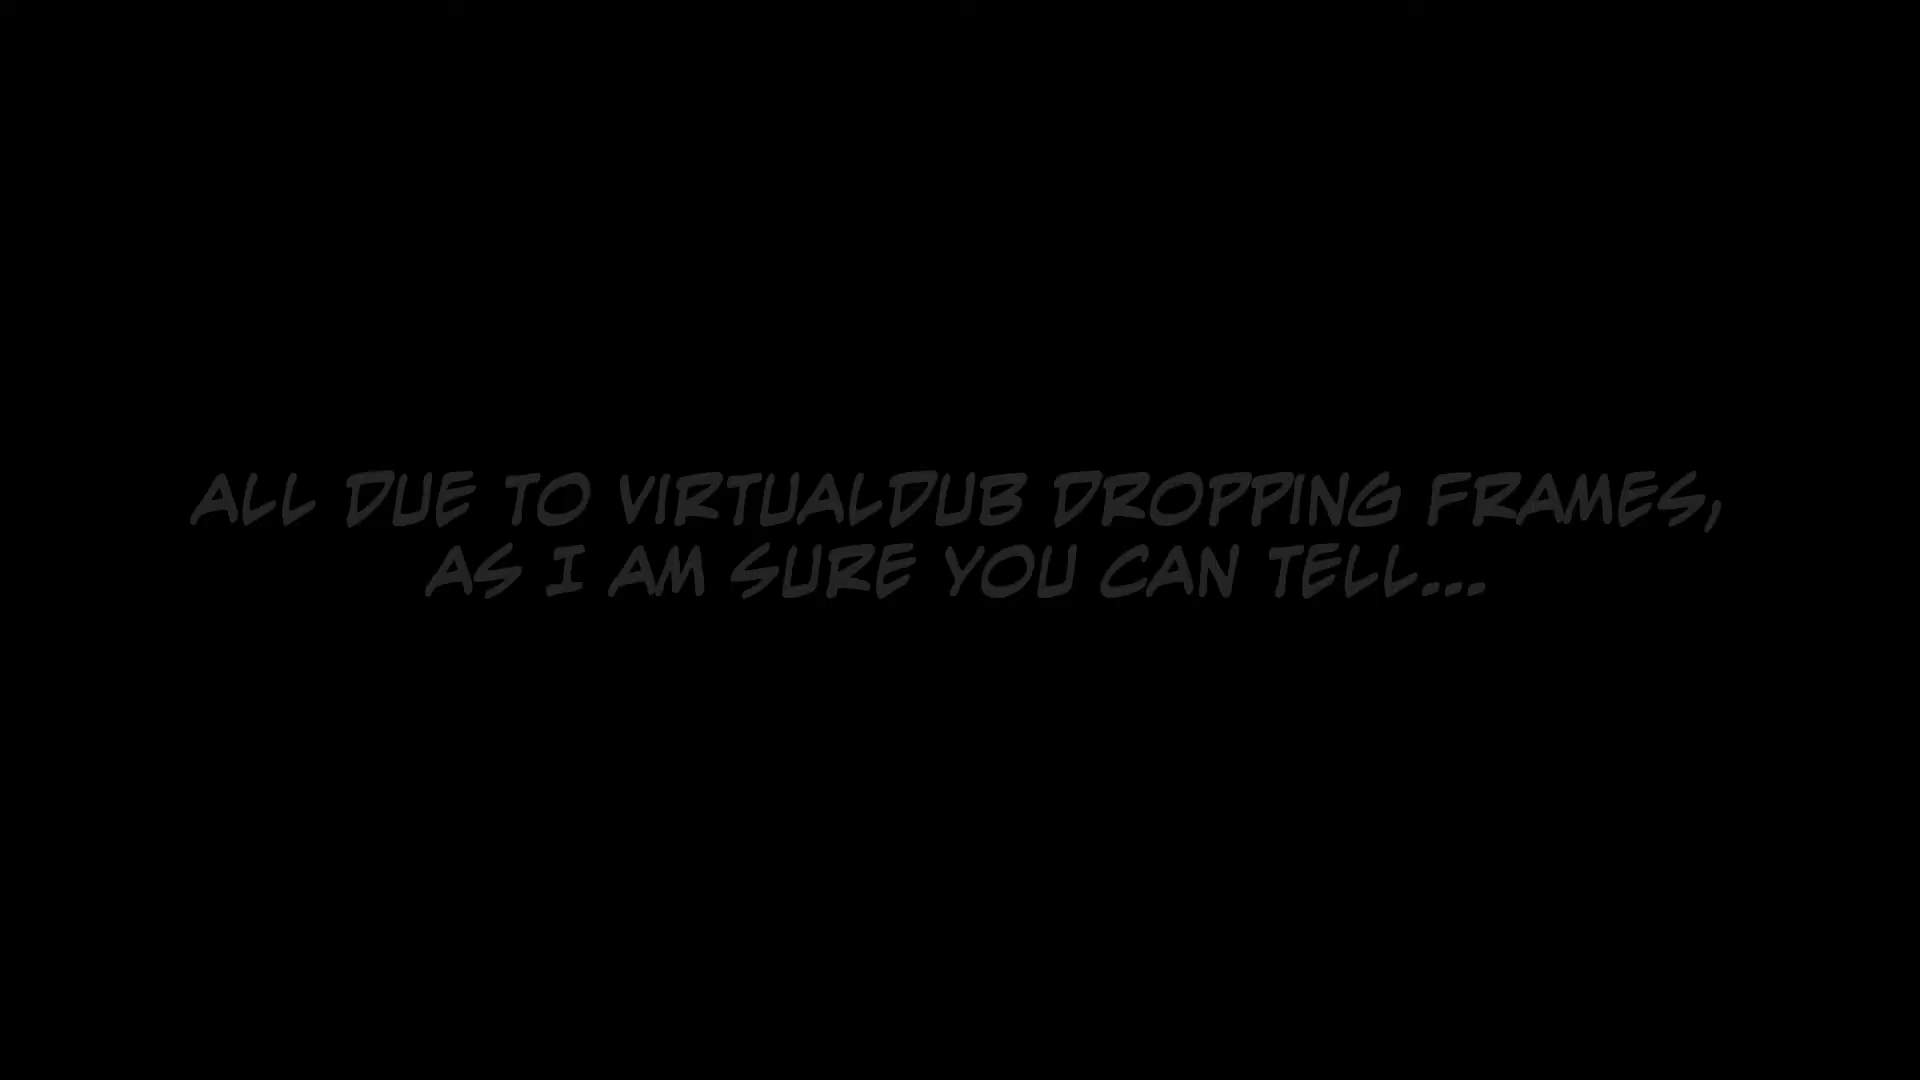 ALL DUE TO VIRTUALDUB DROPPING FRAMES,
AS I AM SURE YOU CAN TELL...